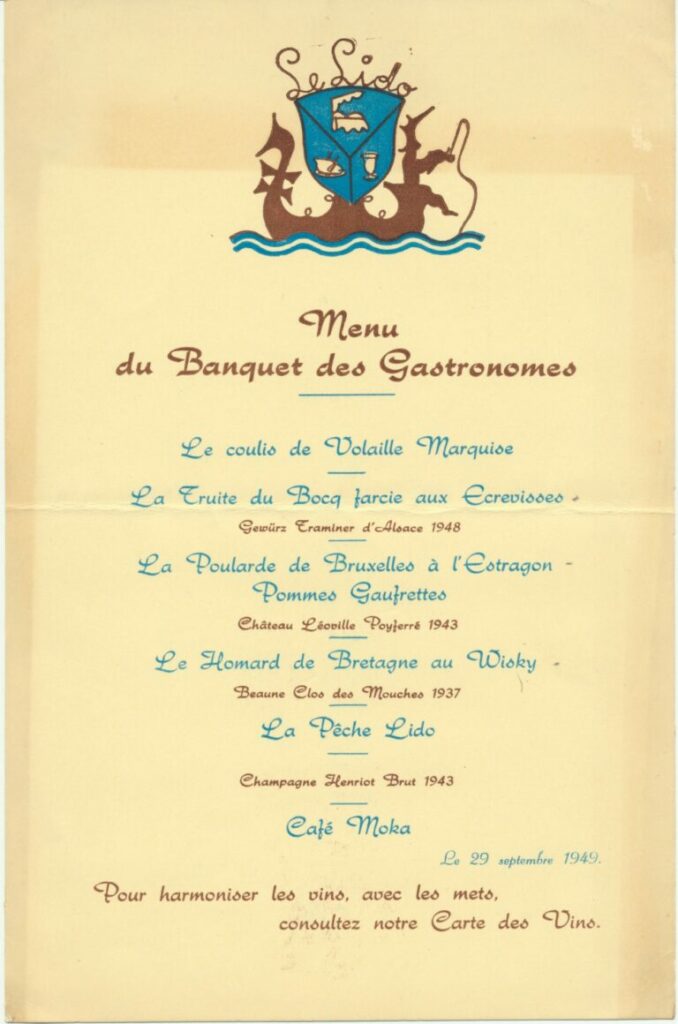 Le Lido
Menu
du Banquet des Gastronomes
Le coulis de Volaille Marquise
La Truite du Bocq farcie aux Ecrevisses
Gewürz Traminer d'Alsace 1948
La Poularde de Bruxelles à l'Estragon
Pommes Gaufrettes
Château Léoville Poyferré 1943
Le Homard de Bretagne au Wisky
Beaune Clos des Mouches 1937
La Pêche Lido
Champagne Henriot Brut 1943
Café Moka
Le 29 septembre 1949.
Pour harmoniser les vins, avec les mets,
consultez notre Carte des Vins.